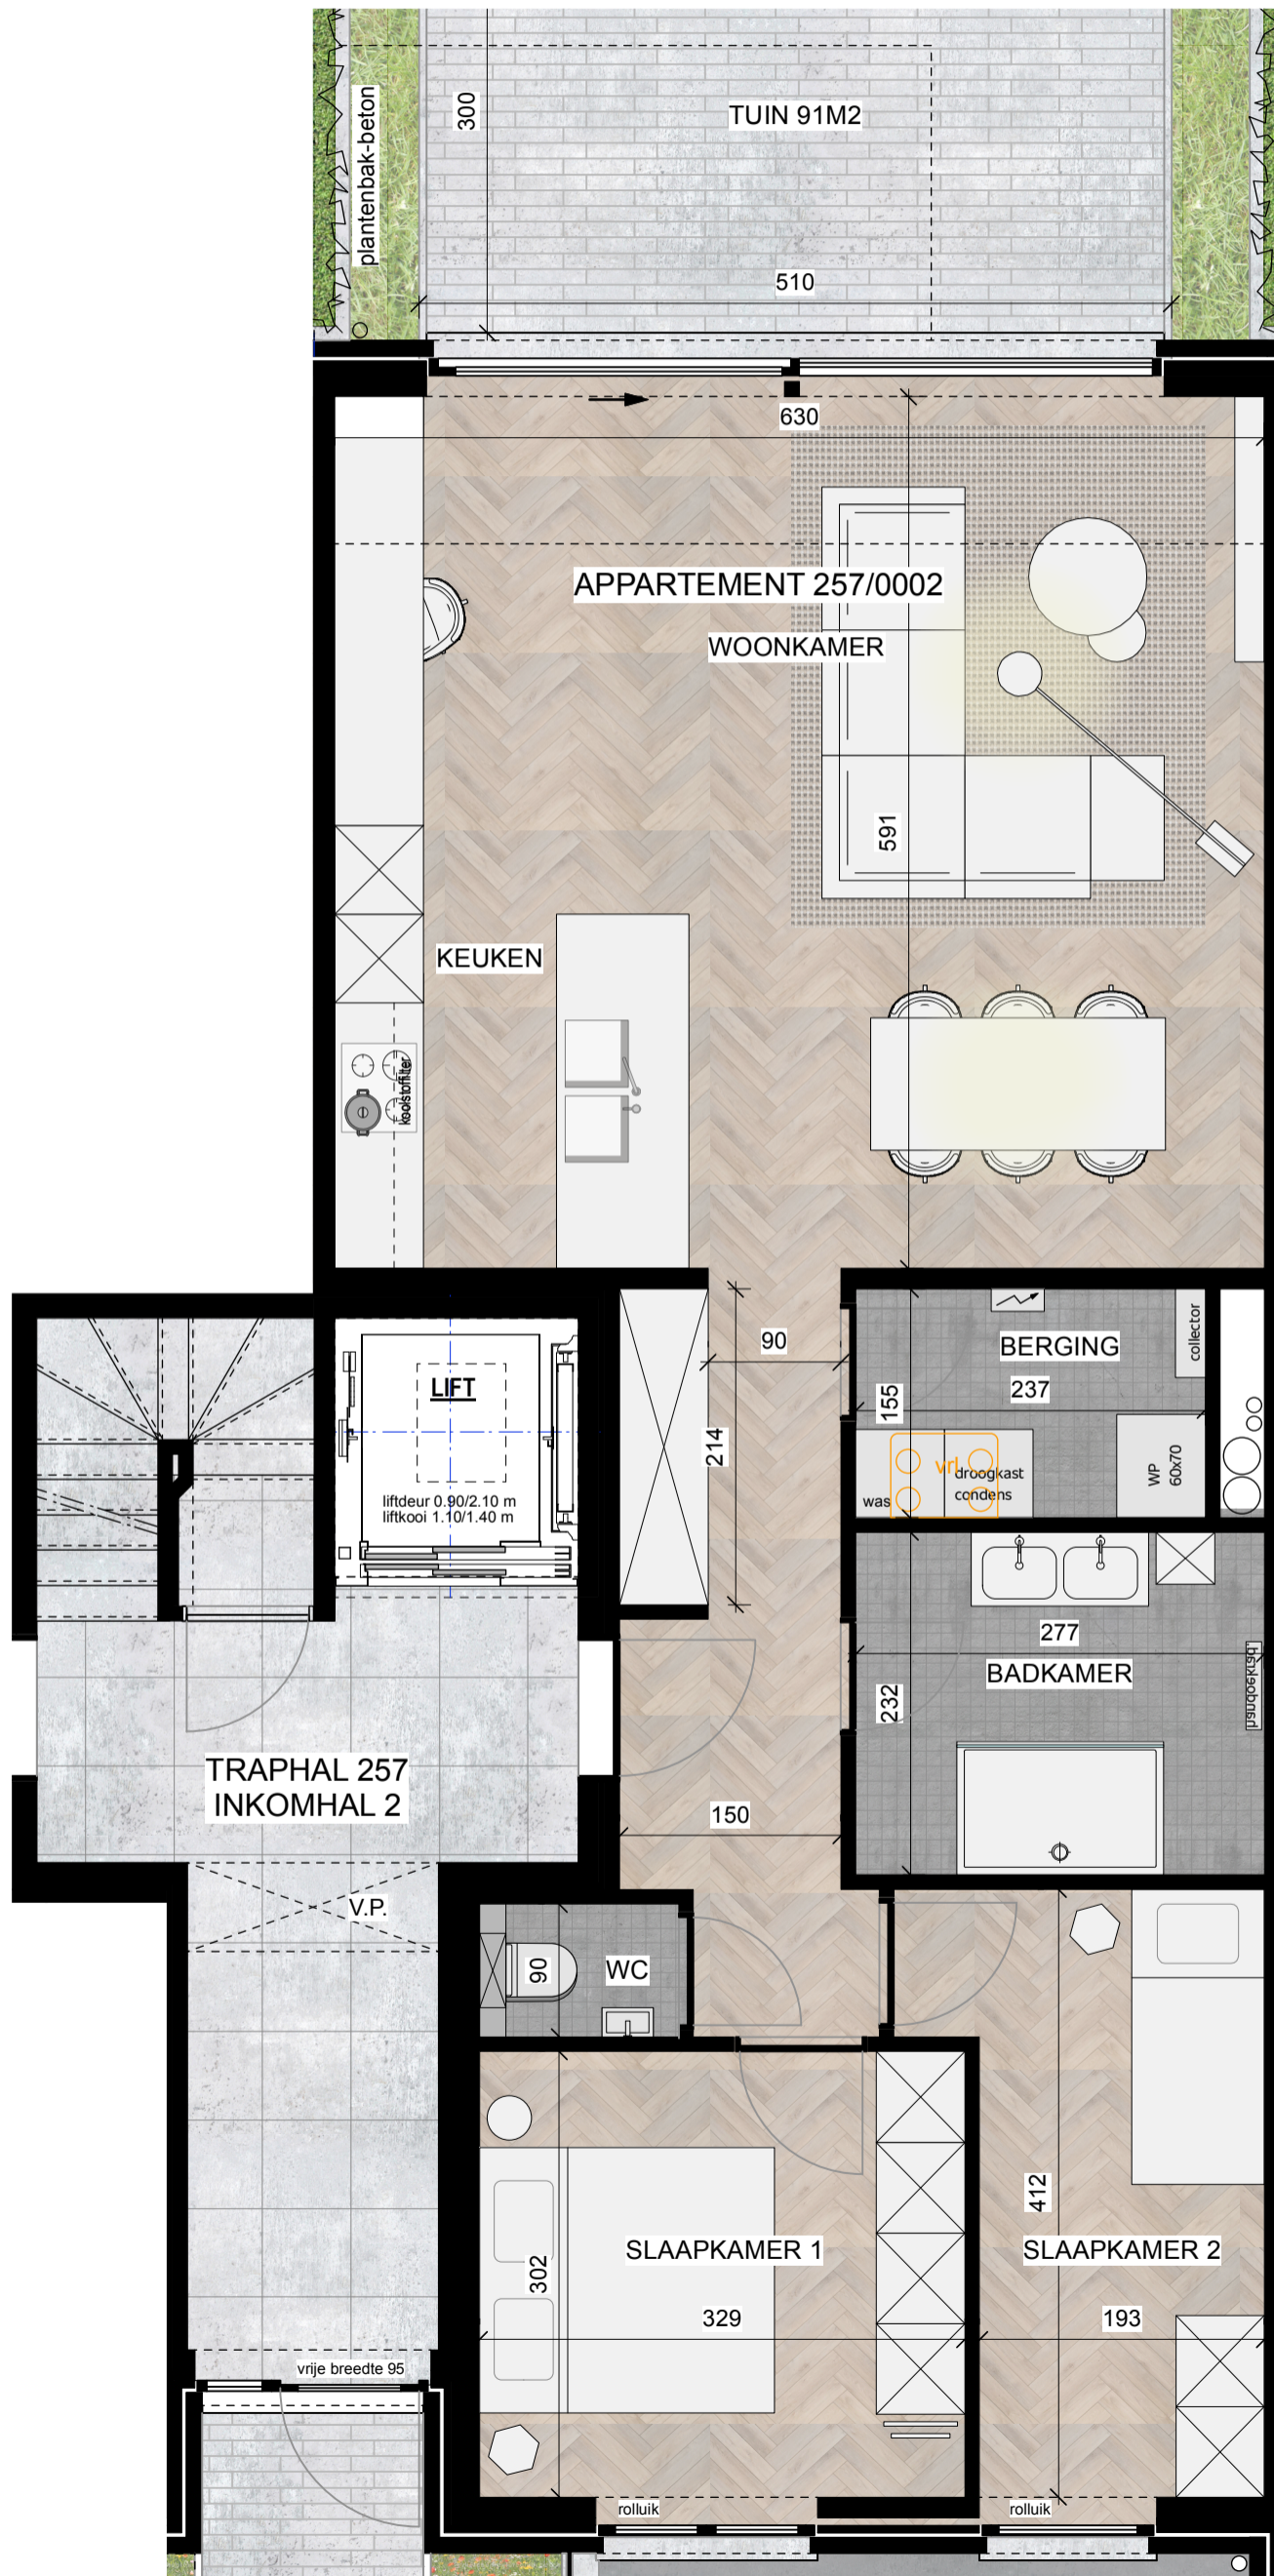 plantenbak-beton
300
TUIN 91M2
510
630
APPARTEMENT 257/0002
WOONKAMER
591
KEUKEN
koolstoffilter
LIFT
liftdeur 0.90/2.10 m
liftkooi 1.10/1.40 m
90
214
BERGING
237
155
collector
was
vrl
droogkast
condens
WP
60x70
277
BADKAMER
232
handoekrad.
TRAPHAL 257
INKOMHAL 2
150
V.P.
90
WC
412
SLAAPKAMER 1
SLAAPKAMER 2
302
329
193
vrije breedte 95
rolluik
rolluik